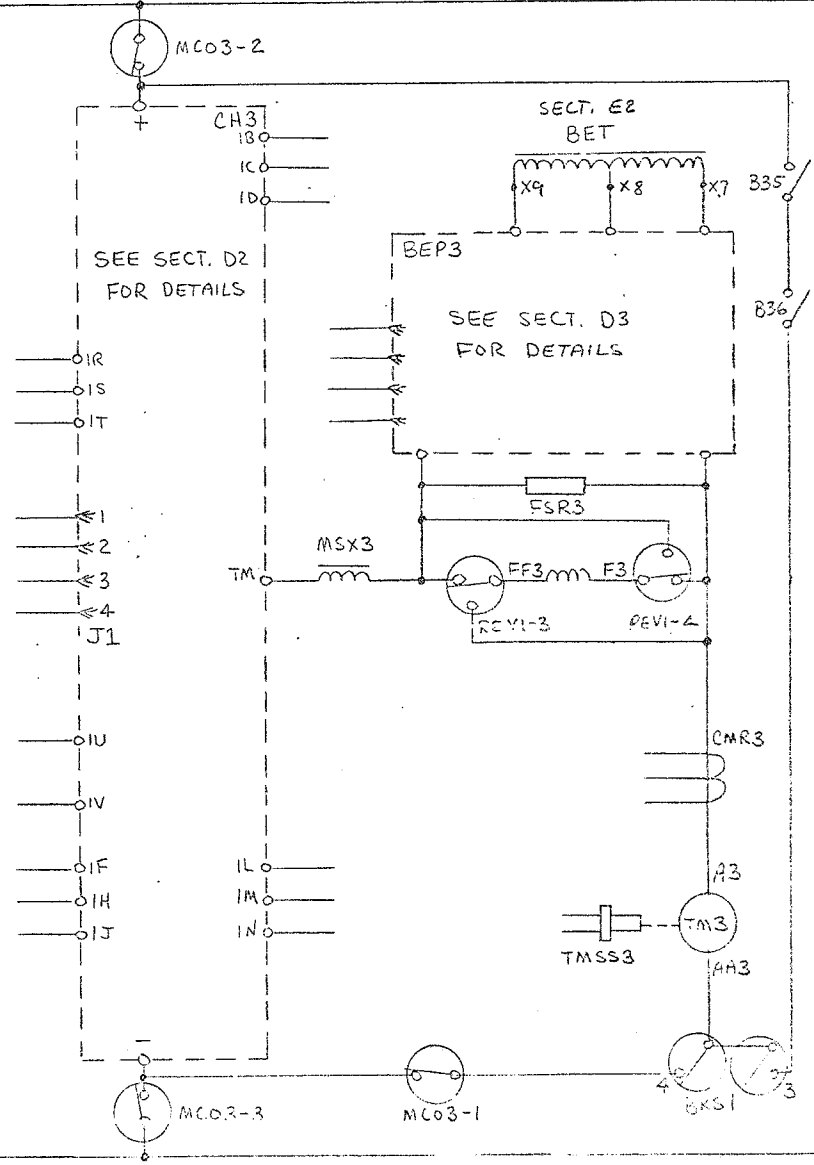 MCO3-2
+
CH3
1B
1C
1D
SECT. E2
BET
X9
X8
X7
B35
B36
SEE SECT. D2
FOR DETAILS
BEP3
SEE SECT. D3
FOR DETAILS
1R
1S
1T
FSR3
1
2
3
4
J1
TM
MSX3
FF3
F3
REV1-3
REV1-4
1U
1V
CMR3
1F
1H
1J
1L
1M
1N
A3
TM3
TMSS3
AA3
-
MCO3-3
MCO3-1
4
BKS1
3